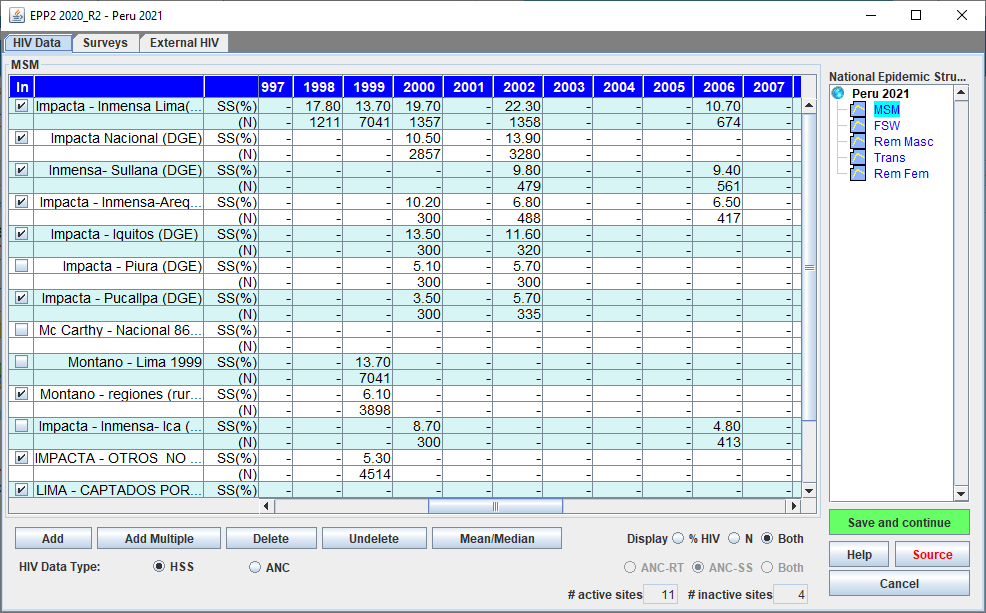 EPP2 2020_R2 - Peru 2021
HIV Data Surveys External HIV
MSM
In 997 1998 1999 2000 2001 2002 2003 2004 2005 2006 2007
Impacta - Inmensa Lima(... SS(%) - 17.80 13.70 19.70 - 22.30 - - - 10.70 -
(N) - 1211 7041 1357 - 1358 - - - 674 -
Impacta Nacional (DGE) SS(%) - - - 10.50 - 13.90 - - - - -
(N) - - - 2857 - 3280 - - - - -
Inmensa- Sullana (DGE) SS(%) - - - - - 9.80 - - - 9.40 -
(N) - - - - - 479 - - - 561 -
Impacta - Inmensa-Areq... SS(%) - - - 10.20 - 6.80 - - - 6.50 -
(N) - - - 300 - 488 - - - 417 -
Impacta - Iquitos (DGE) SS(%) - - - 13.50 - 11.60 - - - - -
(N) - - - 300 - 320 - - - - -
Impacta - Piura (DGE) SS(%) - - - 5.10 - 5.70 - - - - -
(N) - - - 300 - 300 - - - - -
Impacta - Pucallpa (DGE) SS(%) - - - 3.50 - 5.70 - - - - -
(N) - - - 300 - 335 - - - - -
Mc Carthy - Nacional 86... SS(%) - - - - - - - - - - -
(N) - - - - - - - - - - -
Montano - Lima 1999 SS(%) - - 13.70 - - - - - - - -
(N) - - 7041 - - - - - - - -
Montano - regiones (rur... SS(%) - - 6.10 - - - - - - - -
(N) - - 3898 - - - - - - - -
Impacta - Inmensa- Ica (... SS(%) - - - 8.70 - - - - - 4.80 -
(N) - - - 300 - - - - - 413 -
IMPACTA - OTROS NO ... SS(%) - - 5.30 - - - - - - - -
(N) - - 4514 - - - - - - - -
LIMA - CAPTADOS POR... SS(%) - - - - - - - - - - -
National Epidemic Stru...
Peru 2021
MSM
FSW
Rem Masc
Trans
Rem Fem
Add Add Multiple Delete Undelete Mean/Median
Display % HIV N Both
HIV Data Type: HSS ANC
ANC-RT ANC-SS Both
# active sites 11 # inactive sites 4
Save and continue
Help Source
Cancel